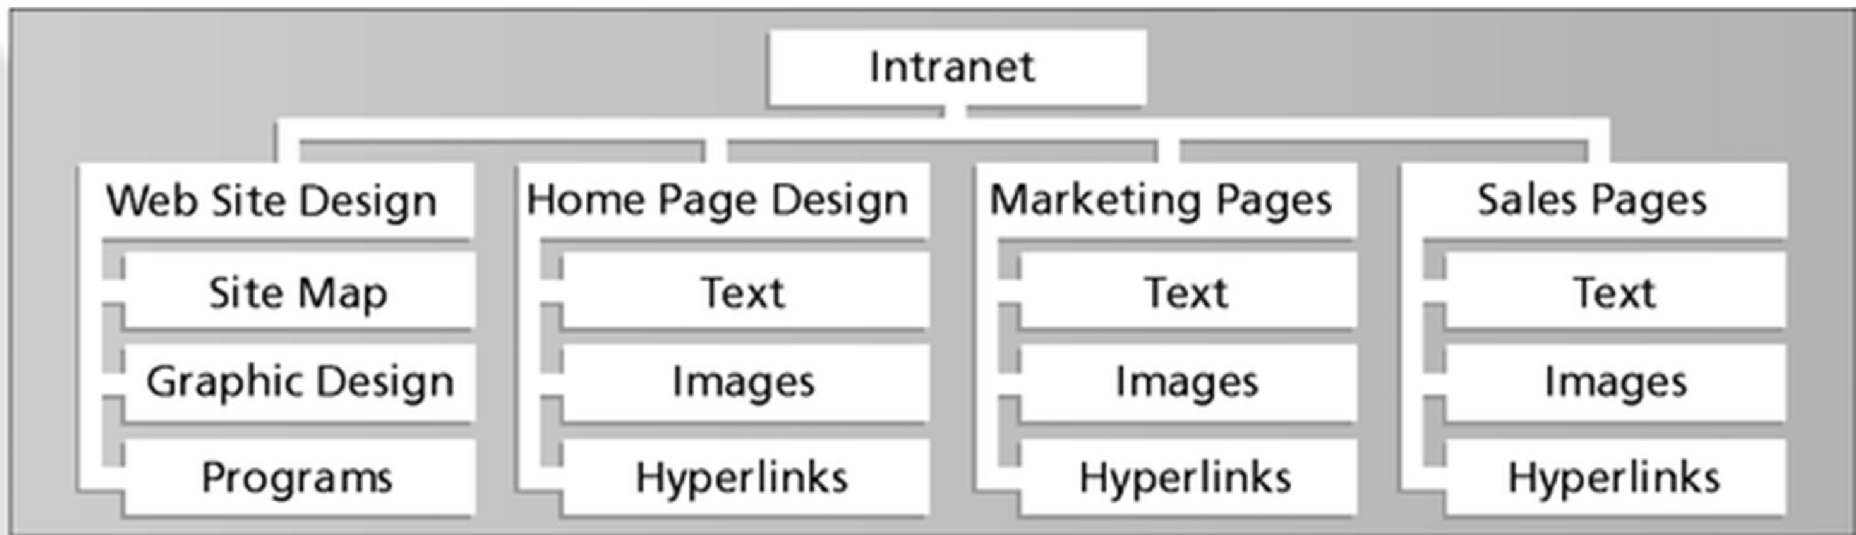 Intranet
Web Site Design
Site Map
Graphic Design
Programs
Home Page Design
Text
Images
Hyperlinks
Marketing Pages
Text
Images
Hyperlinks
Sales Pages
Text
Images
Hyperlinks